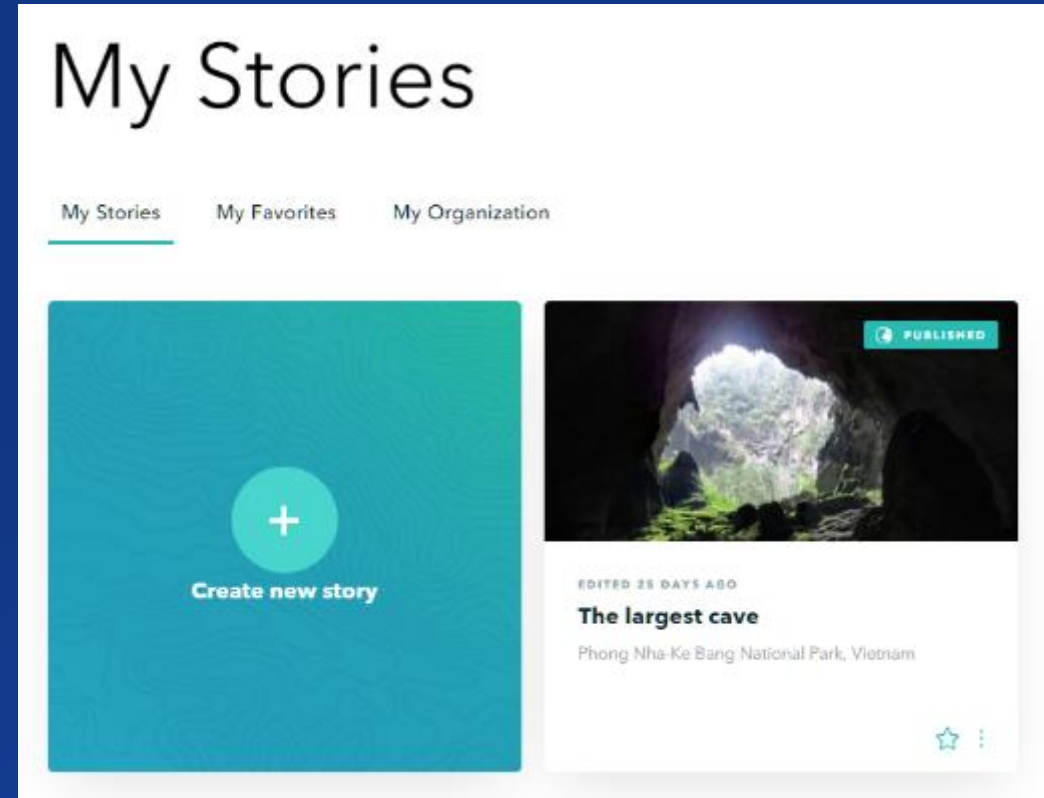 My Stories
My Stories My Favorites My Organization
PUBLISHED
Create new story
EDITED 25 DAYS AGO
The largest cave
Phong Nha-Ke Bang National Park, Vietnam